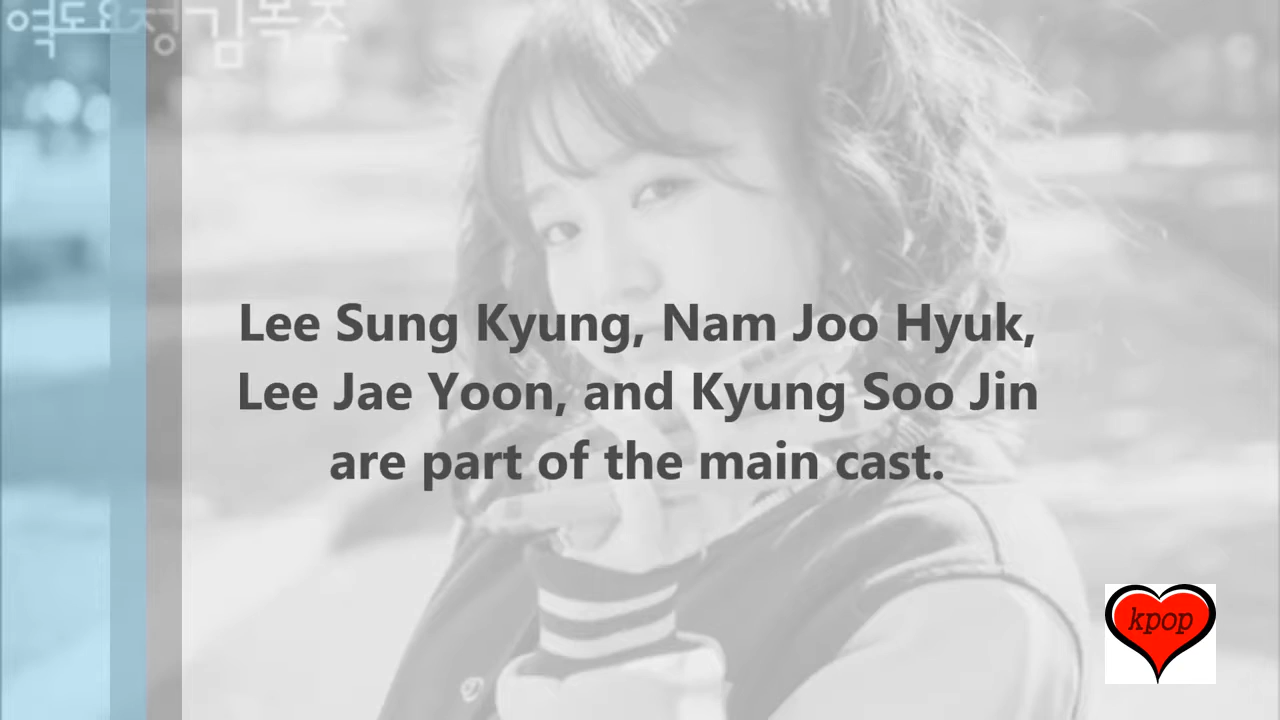 역도요정 김복주
Lee Sung Kyung, Nam Joo Hyuk,
Lee Jae Yoon, and Kyung Soo Jin
are part of the main cast.
kpop